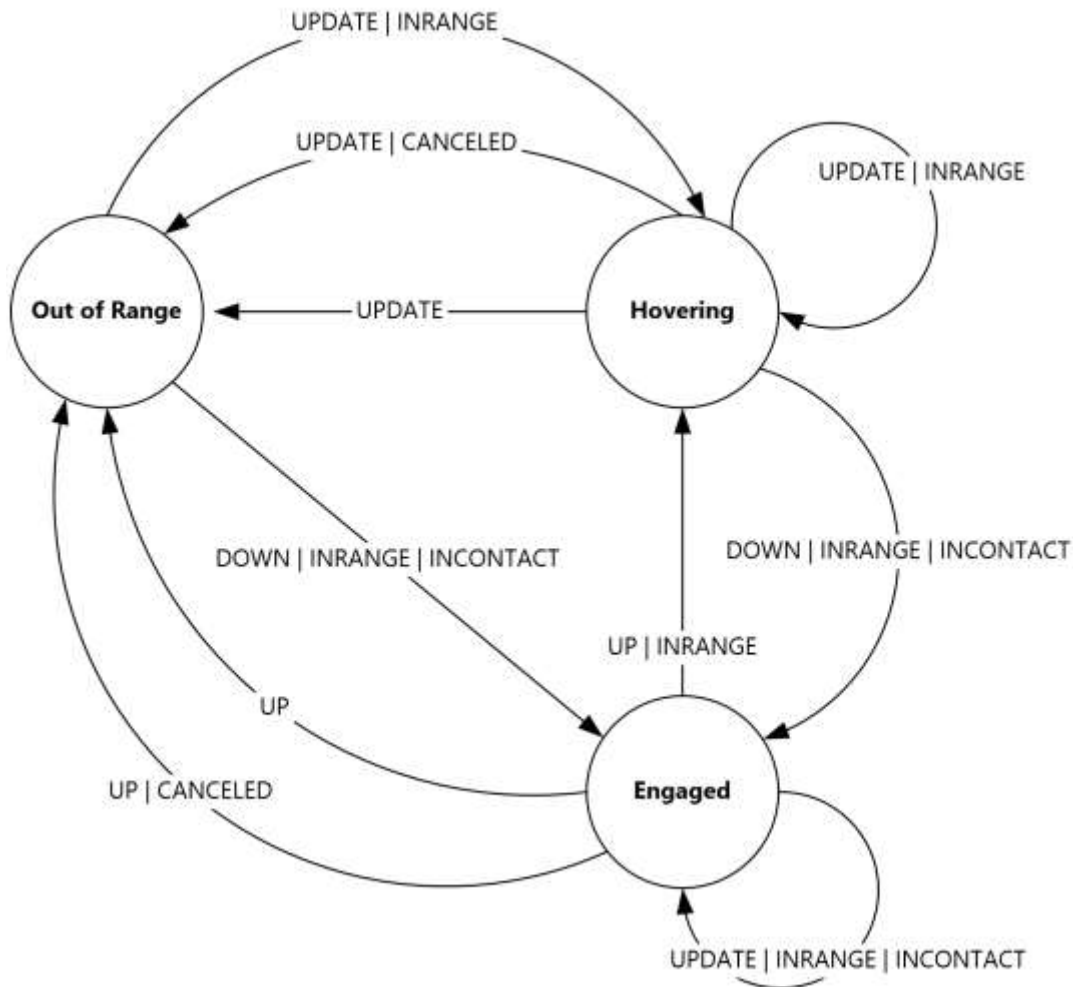 UPDATE | INRANGE
UPDATE | CANCELED
UPDATE | INRANGE
Out of Range
UPDATE
Hovering
DOWN | INRANGE | INCONTACT
DOWN | INRANGE | INCONTACT
UP | INRANGE
UP
UP | CANCELED
Engaged
UPDATE | INRANGE | INCONTACT